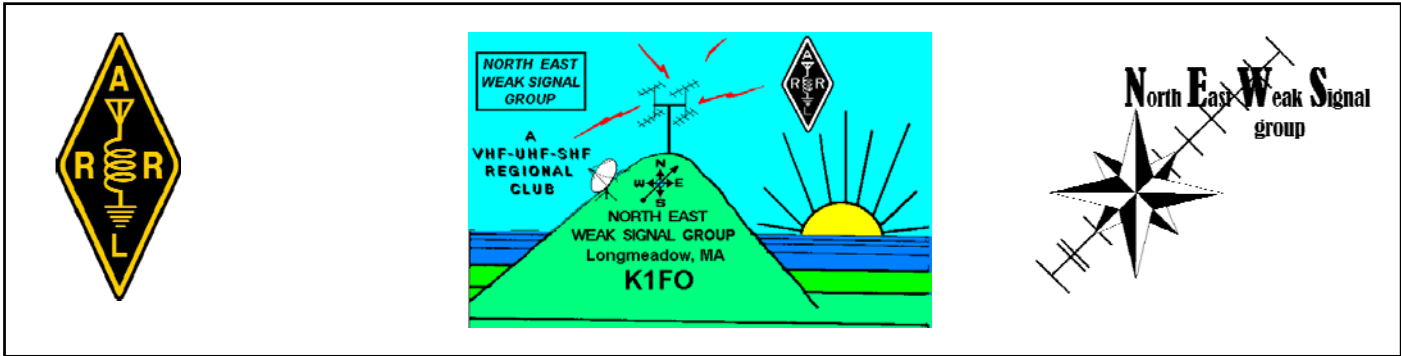 A
R R
L
NORTH EAST
WEAK SIGNAL
GROUP
A
VHF-UHF-SHF
REGIONAL
CLUB
A
R R
L
N
W E
S
NORTH EAST
WEAK SIGNAL GROUP
Longmeadow, MA
K1FO
North East Weak Signal
group